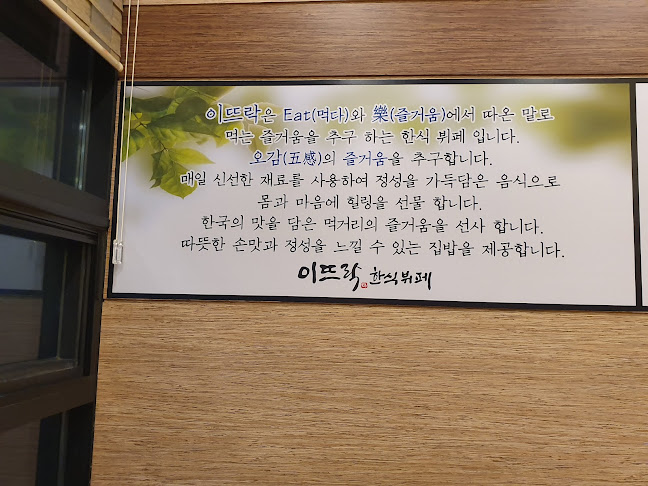 이뜨락은 Eat(먹다)와 樂(즐거움)에서 따온 말로
먹는 즐거움을 추구 하는 한식 뷔페 입니다.
오감(五感)의 즐거움을 추구합니다.
매일 신선한 재료를 사용하여 정성을 가득담은 음식으로
몸과 마음에 힐링을 선물 합니다.
한국의 맛을 담은 먹거리의 즐거움을 선사 합니다.
따뜻한 손맛과 정성을 느낄 수 있는 집밥을 제공합니다.
이뜨락 한식뷔페